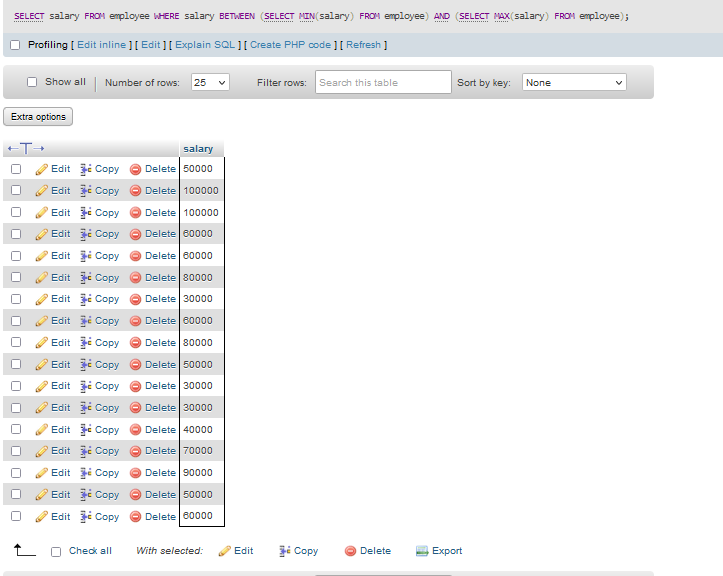 SELECT salary FROM employee WHERE salary BETWEEN (SELECT MIN(salary) FROM employee) AND (SELECT MAX(salary) FROM employee);
Profiling [ Edit inline ] [ Edit ] [ Explain SQL ] [ Create PHP code ] [ Refresh ]
Show all Number of rows: 25 Filter rows: Search this table Sort by key: None
Extra options
←T→ salary
Edit Copy Delete 50000
Edit Copy Delete 100000
Edit Copy Delete 100000
Edit Copy Delete 60000
Edit Copy Delete 60000
Edit Copy Delete 80000
Edit Copy Delete 30000
Edit Copy Delete 60000
Edit Copy Delete 80000
Edit Copy Delete 50000
Edit Copy Delete 30000
Edit Copy Delete 30000
Edit Copy Delete 40000
Edit Copy Delete 70000
Edit Copy Delete 90000
Edit Copy Delete 50000
Edit Copy Delete 60000
Check all With selected: Edit Copy Delete Export